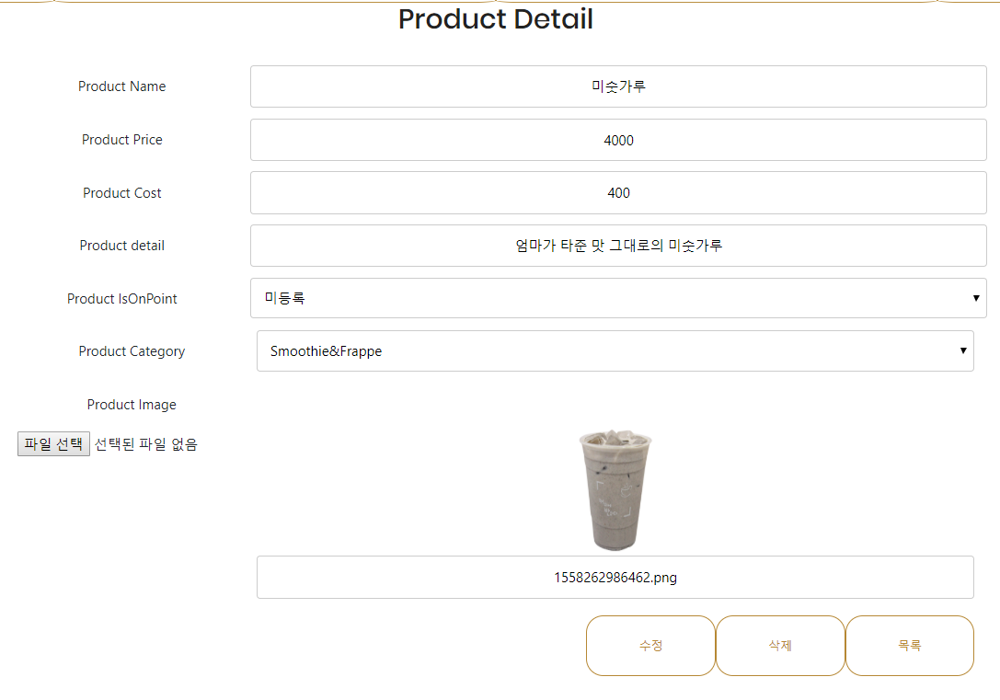 Product Detail
Product Name
미숫가루
Product Price
4000
Product Cost
400
Product detail
엄마가 타준 맛 그대로의 미숫가루
Product IsOnPoint
미등록
Product Category
Smoothie&Frappe
Product Image
파일 선택 선택된 파일 없음
1558262986462.png
수정 삭제 목록